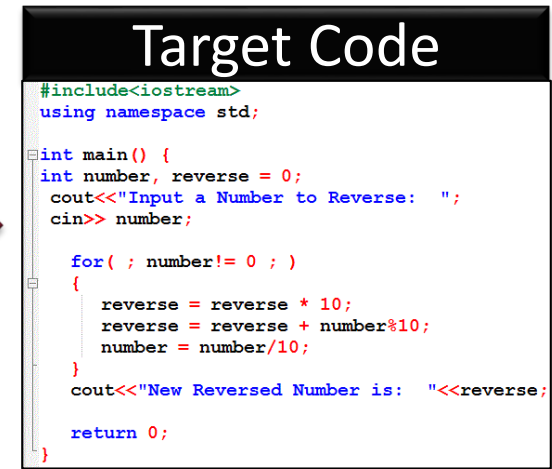 Target Code
#include<iostream>
using namespace std;
int main() {
int number, reverse = 0;
cout<<"Input a Number to Reverse:  ";
cin>> number;
for( ; number!= 0 ; )
{
reverse = reverse * 10;
reverse = reverse + number%10;
number = number/10;
}
cout<<"New Reversed Number is:  "<<reverse;
return 0;
}